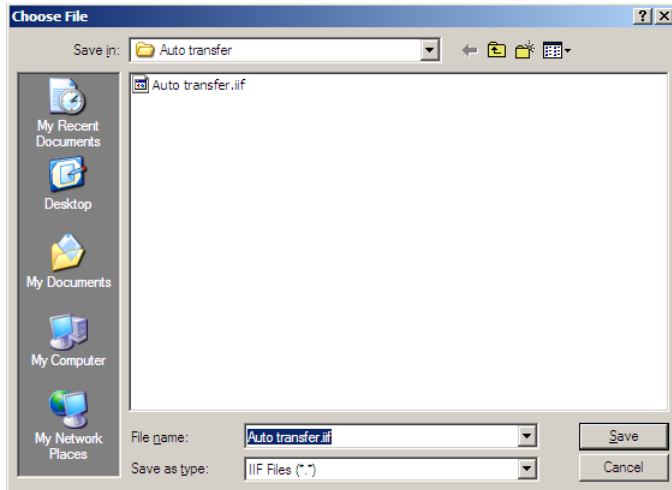 Choose File
Save in:
Auto transfer
Auto transfer.iif
My Recent
Documents
Desktop
My Documents
My Computer
My Network
Places
File name:
Auto transfer.iif
Save
Save as type:
IIF Files (*.*)
Cancel